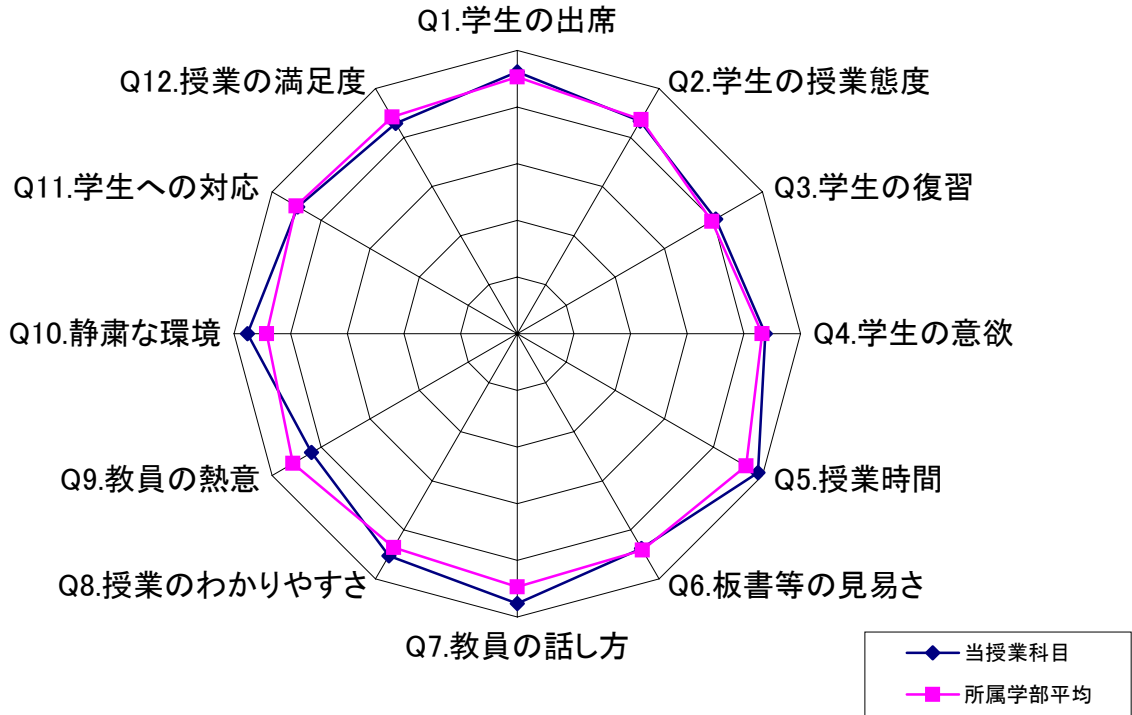 Q1.学生の出席
Q2.学生の授業態度
Q3.学生の復習
Q4.学生の意欲
Q5.授業時間
Q6.板書等の見易さ
Q7.教員の話し方
Q8.授業のわかりやすさ
Q9.教員の熱意
Q10.静粛な環境
Q11.学生への対応
Q12.授業の満足度
当授業科目
所属学部平均